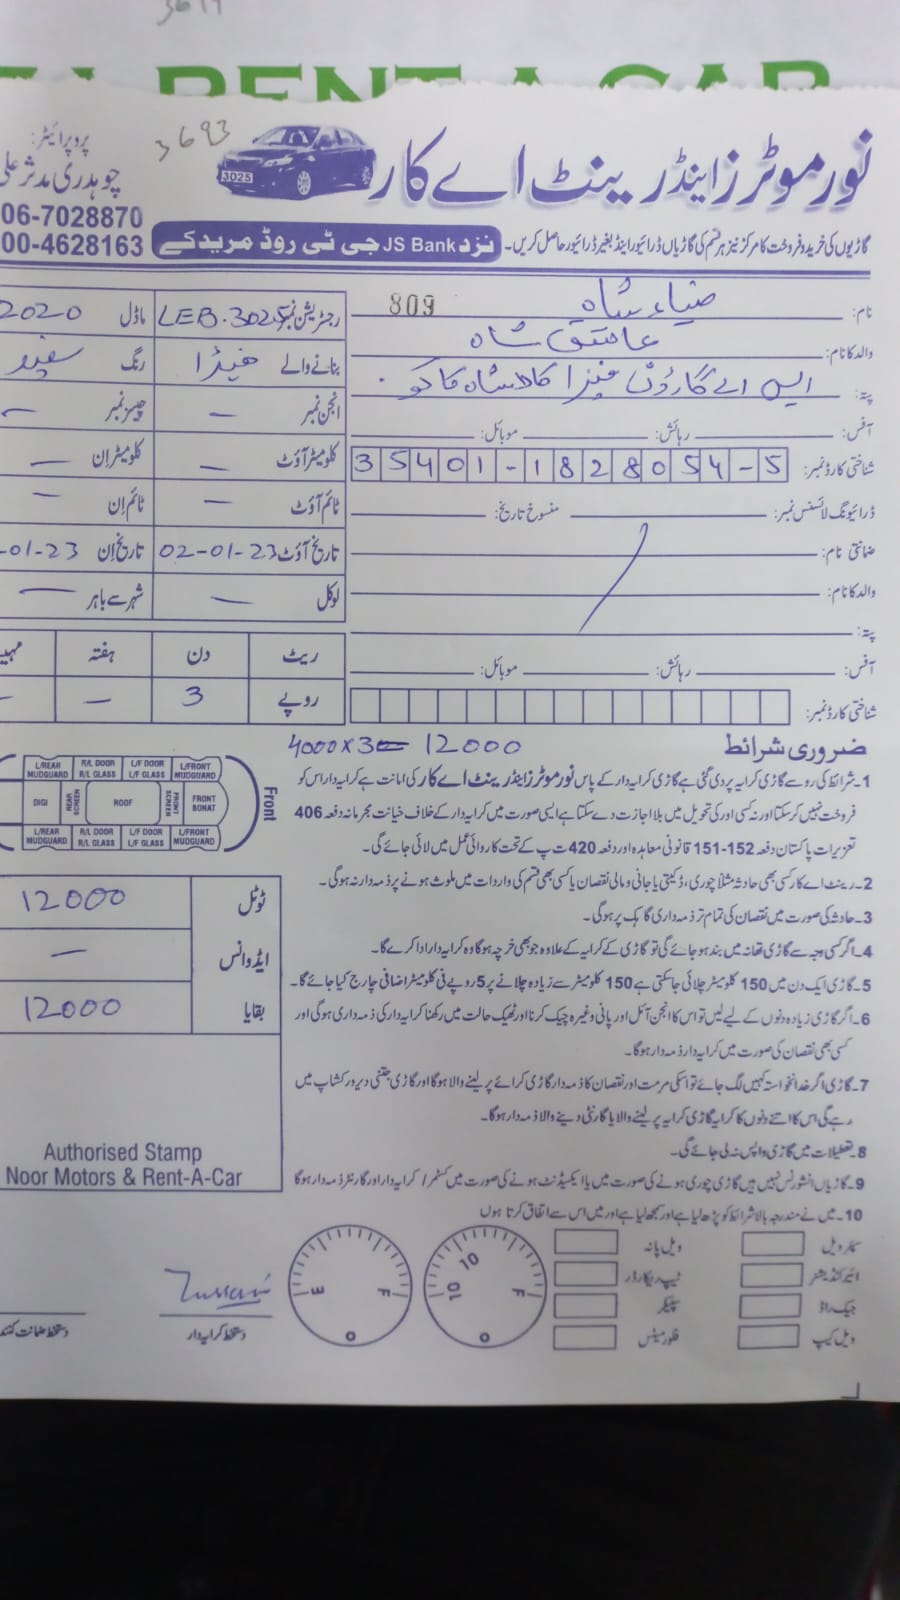 RENT A CAR
3693
نور موٹرز اینڈ رینٹ اے کار
پروپرائیٹر:
چوہدری مدثر علی
06-7028870
00-4628163
3025
گاڑیوں کی خرید و فروخت کا مرکز نیز ہر قسم کی گاڑیاں ڈرائیور اینڈ بغیر ڈرائیور حاصل کریں۔
نزد JS Bank جی ٹی روڈ مریدکے
نام: ضیاء شاہ 809
والد کا نام: عاشق شاہ
پتہ: ایس اے گارڈن فیز 1 کالا شاہ کاکو
آفس: رہائش: موبائل:
شناختی کارڈ نمبر: 35401-1828054-5
ڈرائیونگ لائسنس نمبر: منسوخ تاریخ:
ضمانتی نام:
والد کا نام:
پتہ:
آفس: رہائش: موبائل:
شناختی کارڈ نمبر:
رجسٹریشن نمبر LEB.3025 ماڈل 2020
بنانے والے ھنڈا رنگ سفید
انجن نمبر — چیسز نمبر —
کلومیٹر آؤٹ — کلومیٹر اِن —
ٹائم آؤٹ — ٹائم اِن —
تاریخ آؤٹ 02-01-23 تاریخ اِن -01-23
لوکل — شہر سے باہر —
ریٹ دن ہفتہ
روپے 3 — —
4000x3= 12000
ضروری شرائط
1۔ شرائط کی رو سے گاڑی کرایہ پر دی گئی ہے گاڑی کرایہ دار کے پاس نور موٹرز اینڈ رینٹ اے کار کی امانت ہے کرایہ دار اس کو
فروخت نہیں کر سکتا اور نہ کسی اور کی تحویل میں بلا اجازت دے سکتا ہے ایسی صورت میں کرایہ دار کے خلاف خیانت مجرمانہ دفعہ 406
تعزیرات پاکستان دفعہ 152-151 قانونی معاہدہ اور دفعہ 420 ت پ کے تحت کاروائی عمل میں لائی جائے گی۔
2۔ رینٹ اے کار کسی بھی حادثہ مثلاً چوری، ڈکیتی یا جانی و مالی نقصان یا کسی بھی قسم کی واردات میں ملوث ہونے پر ذمہ دار نہ ہوگی۔
3۔ حادثہ کی صورت میں نقصان کی تمام تر ذمہ داری گاہک پر ہوگی۔
4۔ اگر کسی وجہ سے گاڑی تھانہ میں بند ہو جائے گی تو گاڑی کے کرایہ کے علاوہ جو بھی خرچہ ہوگا وہ کرایہ دار ادا کرے گا۔
5۔ گاڑی ایک دن میں 150 کلومیٹر چلائی جا سکتی ہے 150 کلومیٹر سے زیادہ چلانے پر 5 روپے فی کلومیٹر اضافی چارج کیا جائے گا۔
6۔ اگر گاڑی زیادہ دنوں کے لیے لیں تو اس کا انجن آئل اور پانی وغیرہ چیک کرنا اور ٹھیک حالت میں رکھنا کرایہ دار کی ذمہ داری ہوگی اور
کسی بھی نقصان کی صورت میں کرایہ دار ذمہ دار ہوگا۔
7۔ گاڑی اگر خدانخواستہ کہیں لگ جائے تو اسکی مرمت اور نقصان کا ذمہ دار گاڑی کرائے پر لینے والا ہوگا اور گاڑی جتنی دیر ورکشاپ میں
رہے گی اس کا اتنے دنوں کا کرایہ گاڑی کرایہ پر لینے والا یا گارنٹی دینے والا ذمہ دار ہوگا۔
8۔ تعطیلات میں گاڑی واپس نہ لی جائے گی۔
9۔ گاڑیاں انشورنس نہیں ہیں گاڑی چوری ہونے کی صورت میں یا ایکسیڈنٹ ہونے کی صورت میں کسٹمر / کرایہ دار اور گارنٹر ذمہ دار ہوگا
10۔ میں نے مندرجہ بالا شرائط کو پڑھ لیا ہے اور سمجھ لیا ہے اور میں اس سے اتفاق کرتا ہوں
L/REAR MUDGUARD R/L DOOR R/L GLASS L/F DOOR L/F GLASS L/FRONT MUDGUARD
DIGI REAR SCREEN ROOF FRONT SCREEN FRONT BONAT
L/REAR MUDGUARD R/L DOOR R/L GLASS L/F DOOR L/F GLASS L/FRONT MUDGUARD
Front
ٹوٹل 12000
ایڈوانس —
بقایا 12000
Authorised Stamp
Noor Motors & Rent-A-Car
سٹیئر ویل ویل پانہ
ائیر کنڈیشنر ٹیپ ریکارڈر
جیک راڈ سپیکر
ویل کیپ فلور میٹس
E F O
10 10 F O
دستخط کرایہ دار
دستخط ضمانت کنندہ